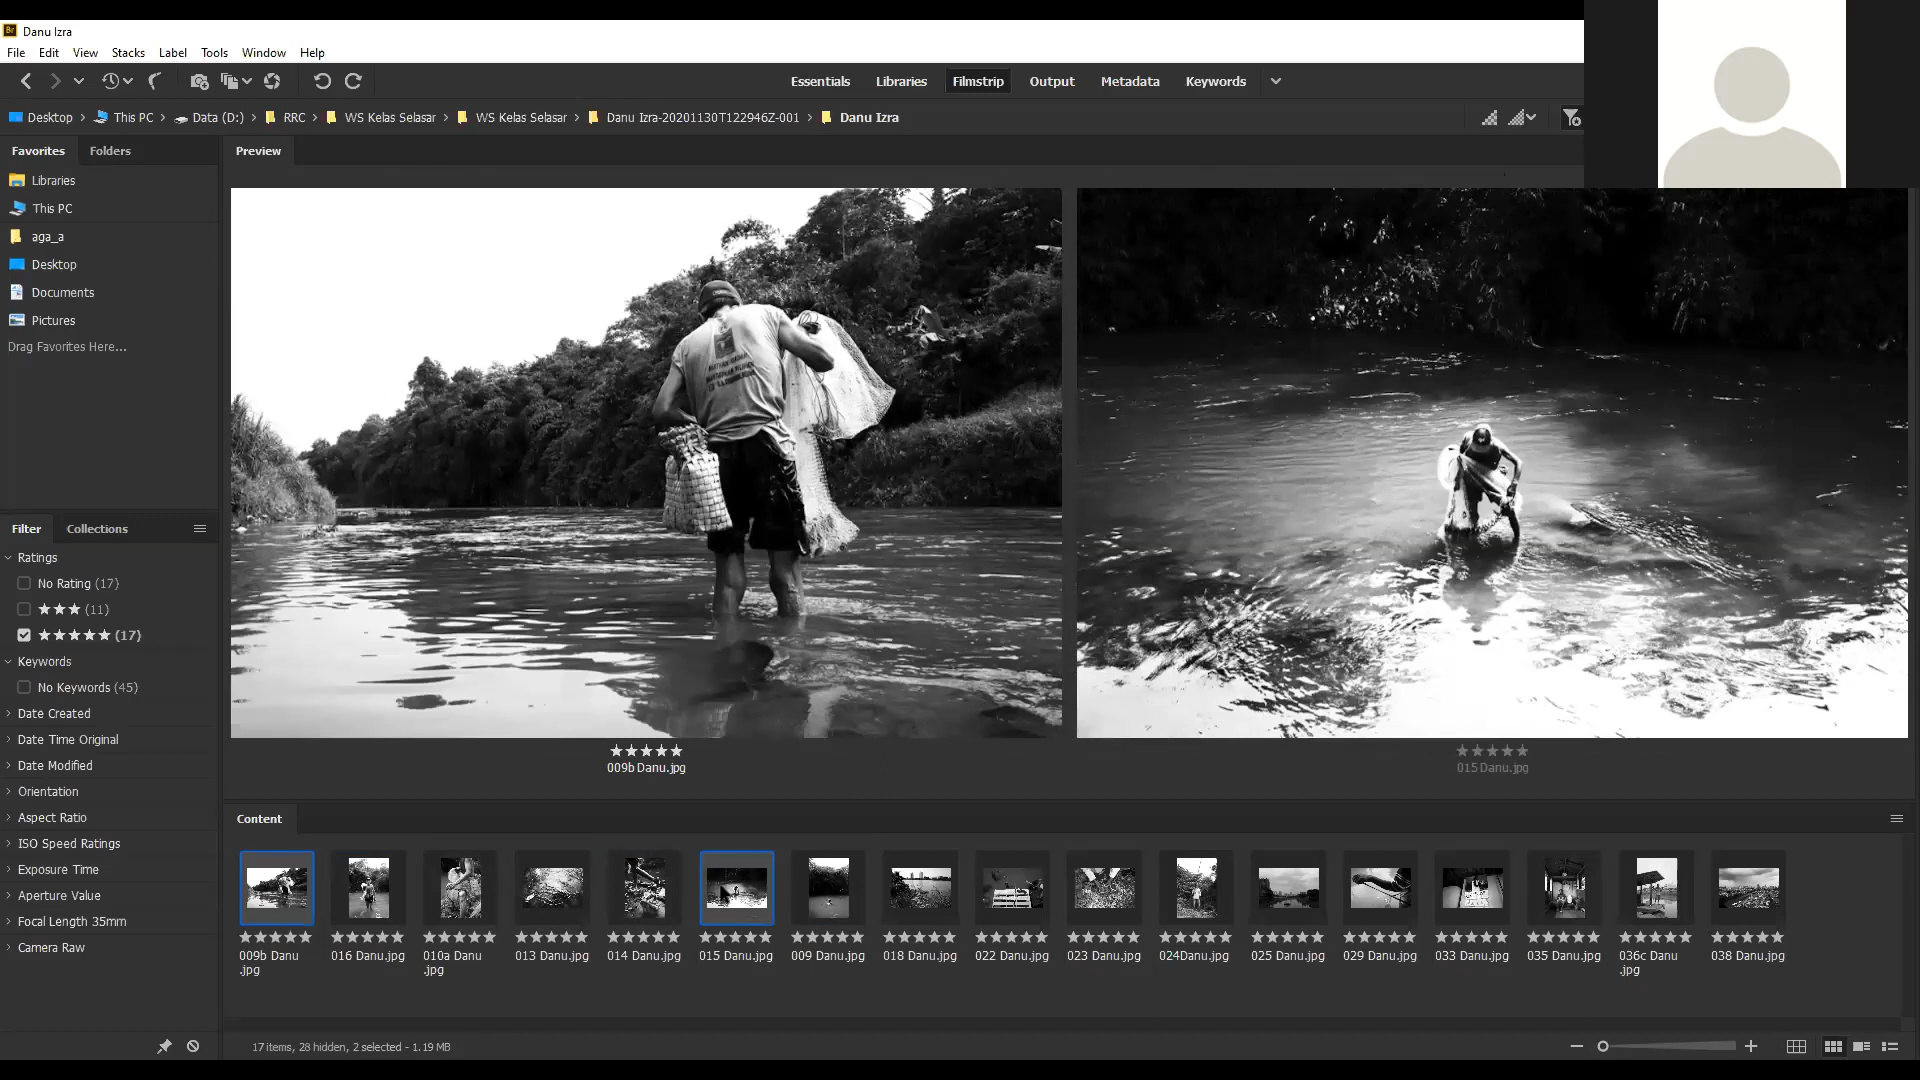 Br Danu Izra
File Edit View Stacks Label Tools Window Help
Essentials Libraries Filmstrip Output Metadata Keywords
Desktop This PC Data (D:) RRC WS Kelas Selasar WS Kelas Selasar Danu Izra-20201130T122946Z-001 Danu Izra
Favorites Folders
Preview
Libraries
This PC
aga_a
Desktop
Documents
Pictures
Drag Favorites Here...
Filter Collections
Ratings
No Rating (17)
★★★ (11)
★★★★★ (17)
Keywords
No Keywords (45)
Date Created
Date Time Original
Date Modified
Orientation
Aspect Ratio
ISO Speed Ratings
Exposure Time
Aperture Value
Focal Length 35mm
Camera Raw
009b Danu.jpg
015 Danu.jpg
Content
009b Danu
.jpg
016 Danu.jpg
010a Danu
.jpg
013 Danu.jpg
014 Danu.jpg
015 Danu.jpg
009 Danu.jpg
018 Danu.jpg
022 Danu.jpg
023 Danu.jpg
024Danu.jpg
025 Danu.jpg
029 Danu.jpg
033 Danu.jpg
035 Danu.jpg
036c Danu
.jpg
038 Danu.jpg
17 items, 28 hidden, 2 selected - 1.19 MB